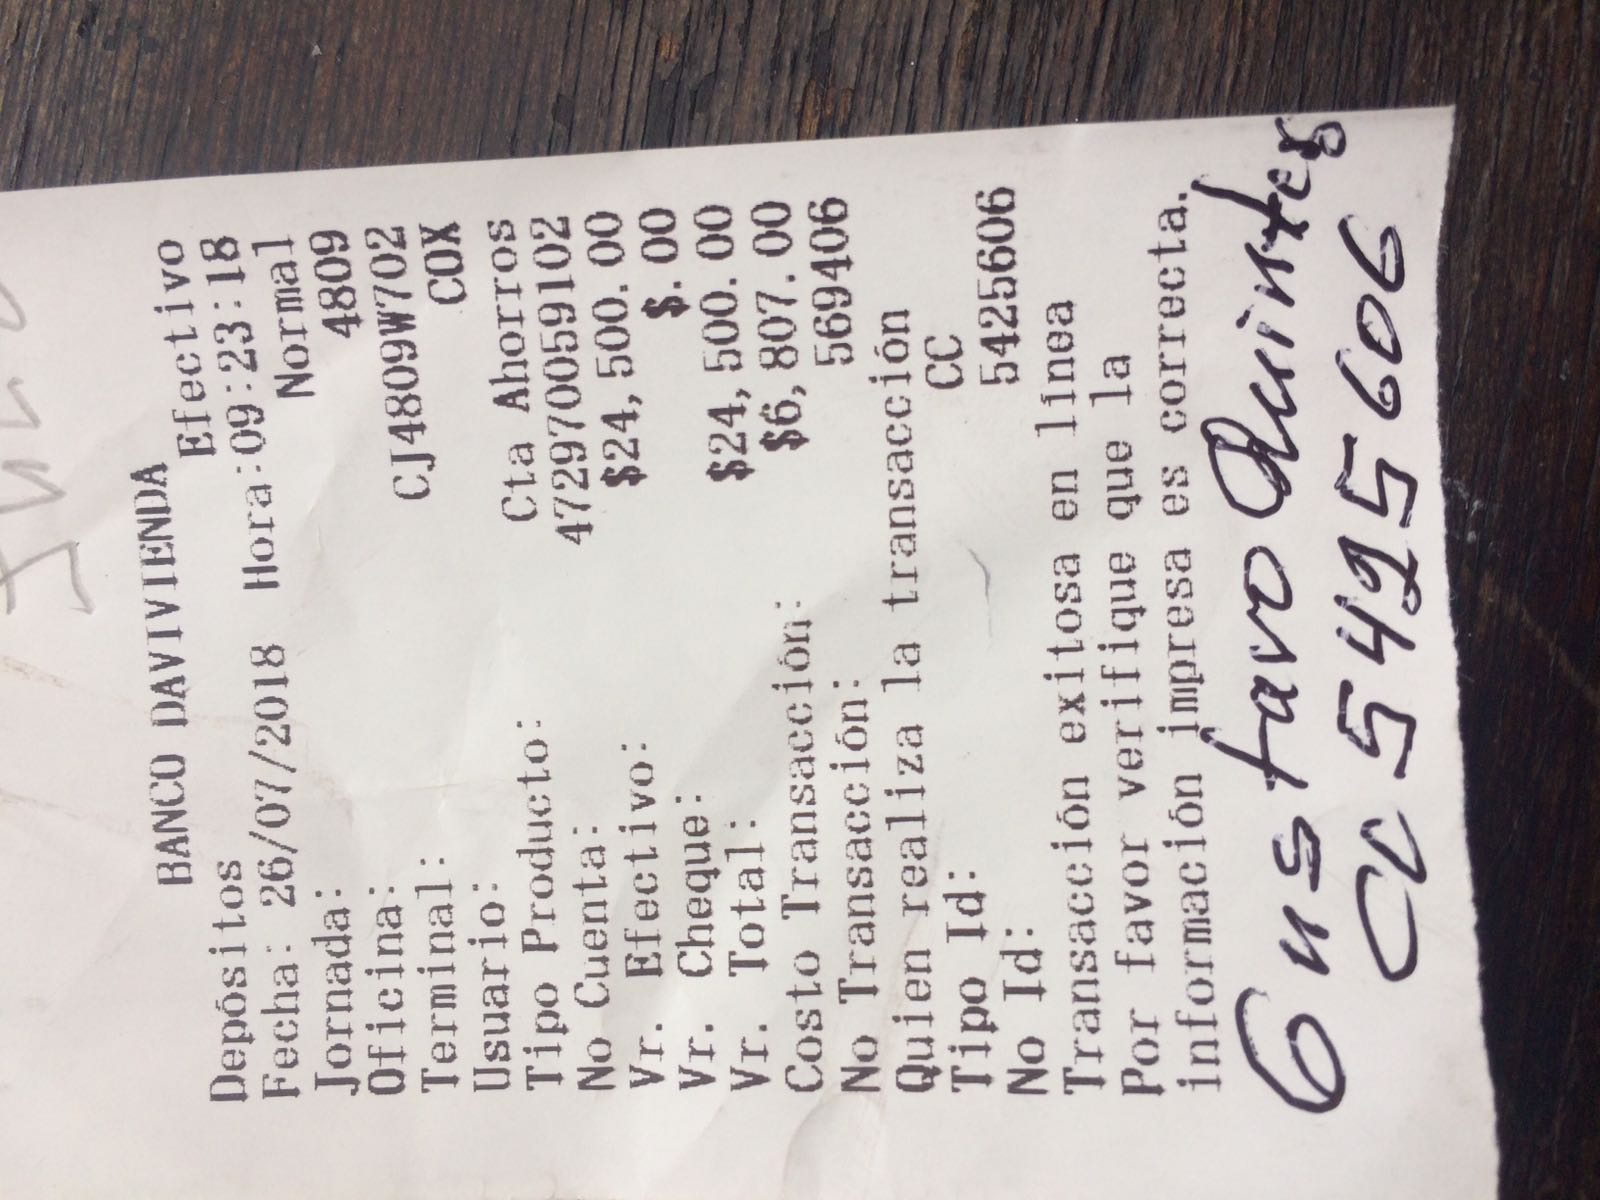 BANCO DAVIVIENDA
Depósitos Efectivo
Fecha: 26/07/2018 Hora:09:23:18
Jornada: Normal
Oficina: 4809
Terminal: CJ4809W702
Usuario: COX
Tipo Producto: Cta Ahorros
No Cuenta: 472970059102
Vr. Efectivo: $24,500.00
Vr. Cheque: $.00
Vr. Total: $24,500.00
Costo Transacción: $6,807.00
No Transacción: 569406
Quien realiza la transacción
Tipo Id: CC
No Id: 5425606
Transacción exitosa en línea
Por favor verifique que la
información impresa es correcta.
Gustavo Quintes
CC 5425606